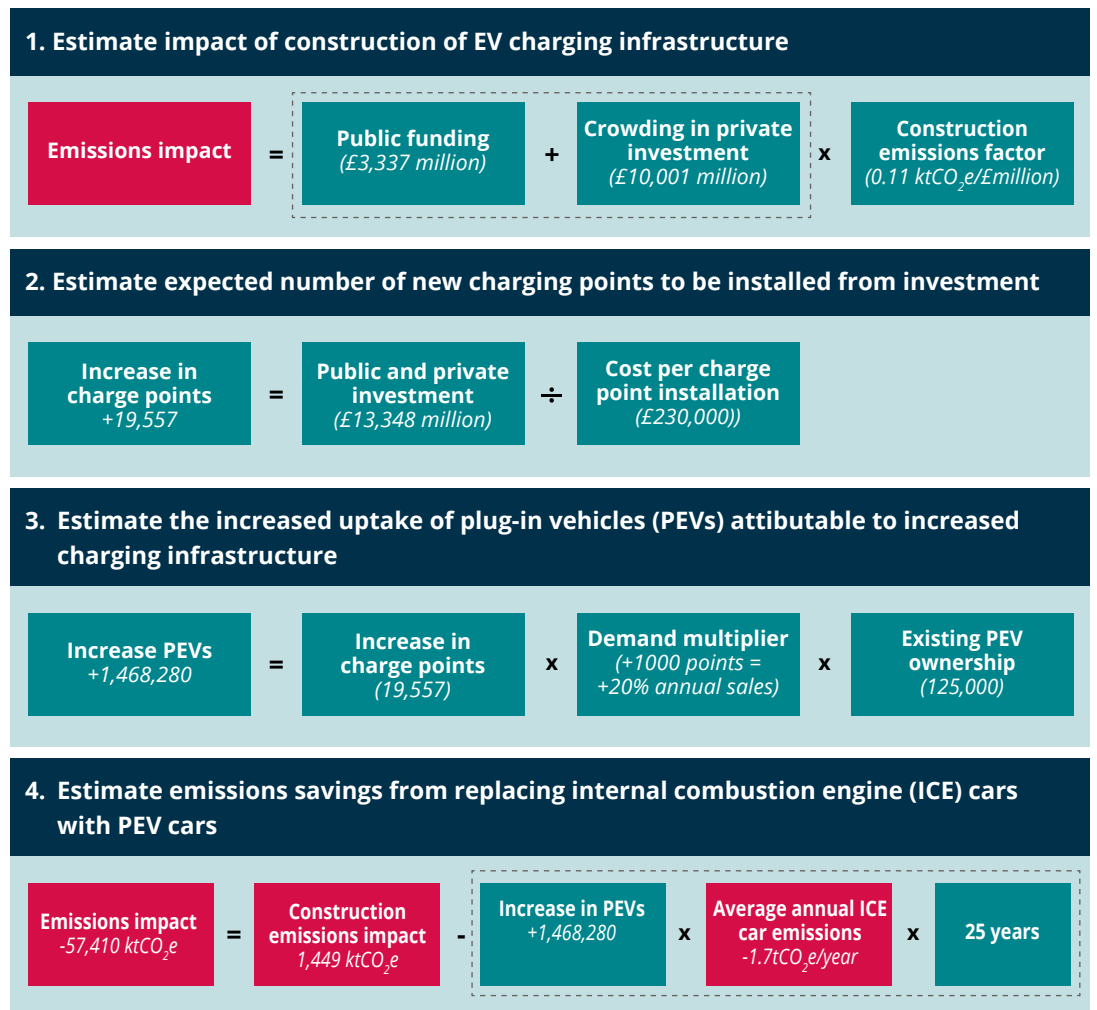 1. Estimate impact of construction of EV charging infrastructure
Emissions impact
=
Public funding
(£3,337 million)
+
Crowding in private
investment
(£10,001 million)
x
Construction
emissions factor
(0.11 ktCO₂e/£million)
2. Estimate expected number of new charging points to be installed from investment
Increase in
charge points
+19,557
=
Public and private
investment
(£13,348 million)
÷
Cost per charge
point installation
(£230,000))
3. Estimate the increased uptake of plug-in vehicles (PEVs) attibutable to increased
charging infrastructure
Increase PEVs
+1,468,280
=
Increase in
charge points
(19,557)
x
Demand multiplier
(+1000 points =
+20% annual sales)
x
Existing PEV
ownership
(125,000)
4. Estimate emissions savings from replacing internal combustion engine (ICE) cars
with PEV cars
Emissions impact
-57,410 ktCO₂e
=
Construction
emissions impact
1,449 ktCO₂e
-
Increase in PEVs
+1,468,280
x
Average annual ICE
car emissions
-1.7tCO₂e/year
x
25 years